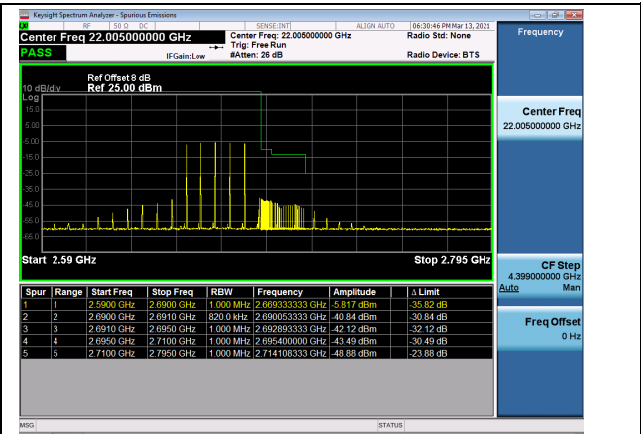 Keysight Spectrum Analyzer - Spurious Emissions
RF 50 Ω DC SENSE:INT ALIGN AUTO 06:30:46 PM Mar 13, 2021
Center Freq 22.005000000 GHz
PASS
IFGain:Low
Center Freq: 22.005000000 GHz
Trig: Free Run
#Atten: 26 dB
Radio Std: None
Radio Device: BTS
Ref Offset 8 dB
10 dB/div Ref 25.00 dBm
Log
15.0
5.00
-5.00
-15.0
-25.0
-35.0
-45.0
-55.0
-65.0
Start 2.59 GHz Stop 2.795 GHz
Spur Range Start Freq Stop Freq RBW Frequency Amplitude Δ Limit
1 1 2.5900 GHz 2.6900 GHz 1.000 MHz 2.669333333 GHz -5.817 dBm -35.82 dB
2 2 2.6900 GHz 2.6910 GHz 820.0 kHz 2.690053333 GHz -40.84 dBm -30.84 dB
3 3 2.6910 GHz 2.6950 GHz 1.000 MHz 2.692893333 GHz -42.12 dBm -32.12 dB
4 4 2.6950 GHz 2.7100 GHz 1.000 MHz 2.695400000 GHz -43.49 dBm -30.49 dB
5 5 2.7100 GHz 2.7950 GHz 1.000 MHz 2.714108333 GHz -48.88 dBm -23.88 dB
MSG STATUS
Frequency
Center Freq
22.005000000 GHz
CF Step
4.399000000 GHz
Auto Man
Freq Offset
0 Hz